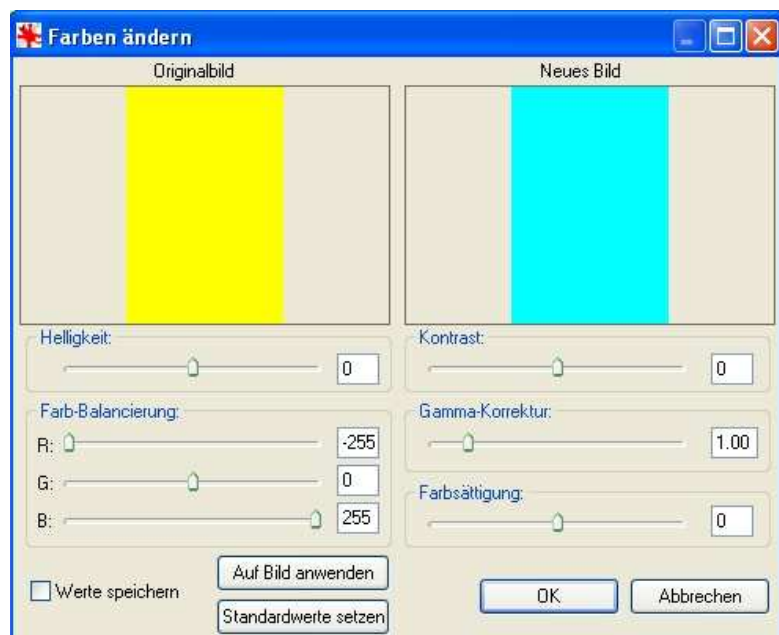 Farben ändern
Originalbild
Neues Bild
Helligkeit:
0
Kontrast:
0
Farb-Balancierung:
R: -255
G: 0
B: 255
Gamma-Korrektur:
1.00
Farbsättigung:
0
Werte speichern
Auf Bild anwenden
Standardwerte setzen
OK
Abbrechen